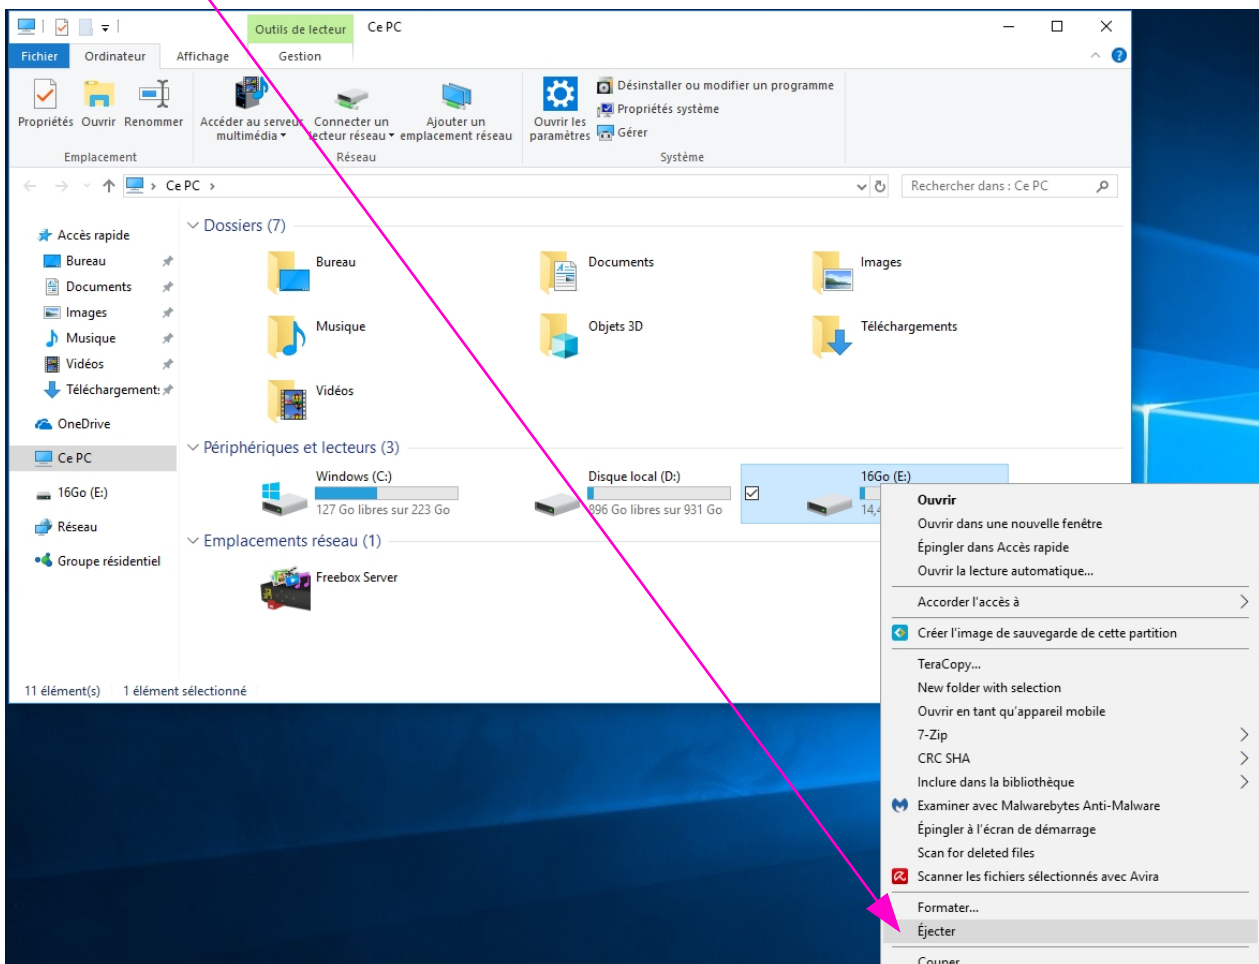 Outils de lecteur
Ce PC
Fichier
Ordinateur
Affichage
Gestion
Propriétés
Ouvrir
Renommer
Accéder au serveur
multimédia
Connecter un
lecteur réseau
Ajouter un
emplacement réseau
Ouvrir les
paramètres
Désinstaller ou modifier un programme
Propriétés système
Gérer
Emplacement
Réseau
Système
Ce PC
Rechercher dans : Ce PC
Accès rapide
Bureau
Documents
Images
Musique
Vidéos
Téléchargements
OneDrive
Ce PC
16Go (E:)
Réseau
Groupe résidentiel
Dossiers (7)
Bureau
Documents
Images
Musique
Objets 3D
Téléchargements
Vidéos
Périphériques et lecteurs (3)
Windows (C:)
127 Go libres sur 223 Go
Disque local (D:)
896 Go libres sur 931 Go
16Go (E:)
14,4
Emplacements réseau (1)
Freebox Server
11 élément(s)
1 élément sélectionné
Ouvrir
Ouvrir dans une nouvelle fenêtre
Épingler dans Accès rapide
Ouvrir la lecture automatique...
Accorder l'accès à
Créer l'image de sauvegarde de cette partition
TeraCopy...
New folder with selection
Ouvrir en tant qu'appareil mobile
7-Zip
CRC SHA
Inclure dans la bibliothèque
Examiner avec Malwarebytes Anti-Malware
Épingler à l'écran de démarrage
Scan for deleted files
Scanner les fichiers sélectionnés avec Avira
Formater...
Éjecter
Couper